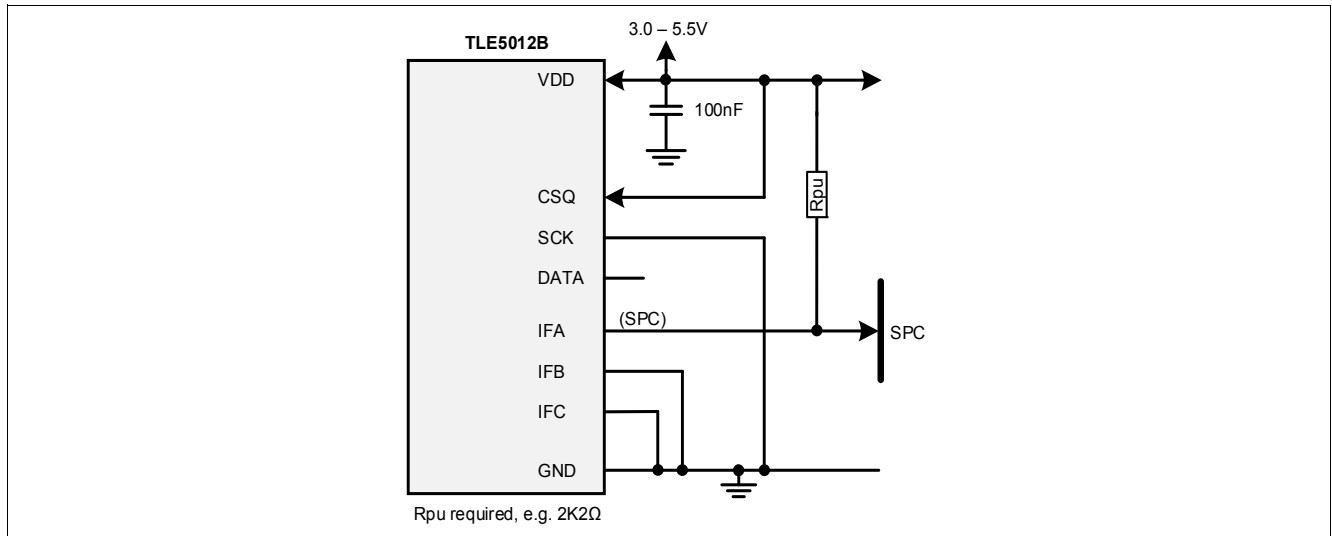 3.0 – 5.5V
TLE5012B
VDD
100nF
CSQ
Rpu
SCK
DATA
(SPC)
IFA
SPC
IFB
IFC
GND
Rpu required, e.g. 2K2Ω